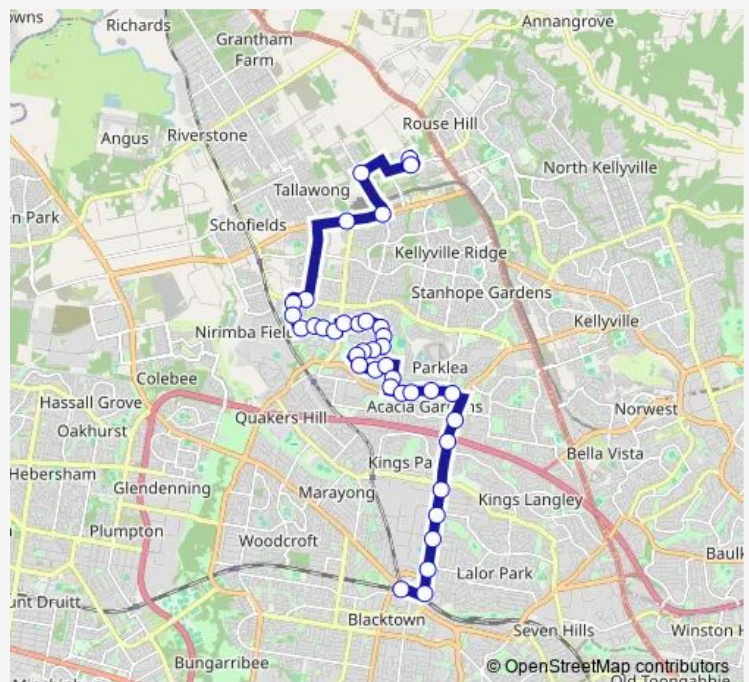 owns
Richards
Annangrove
Grantham
Farm
Rouse Hill
Angus
Riverstone
North Kellyville
Tallawong
n Park
Schofields
Kellyville Ridge
Stanhope Gardens
Nirimba Fiel
Kellyville
Parklea
Colebee
Hassall Grove
Acacia Gardens
Norwest
Quakers Hill
Oakhurst
Bella Vista
Kings Pa
Hebersham
Glendenning
Marayong
Kings Langley
Plumpton
Woodcroft
Baulk
Lalor Park
unt Druitt
Blacktown
Seven Hills
Winston H
Bungarribee
© OpenStreetMap contributors
Old Toongabbie